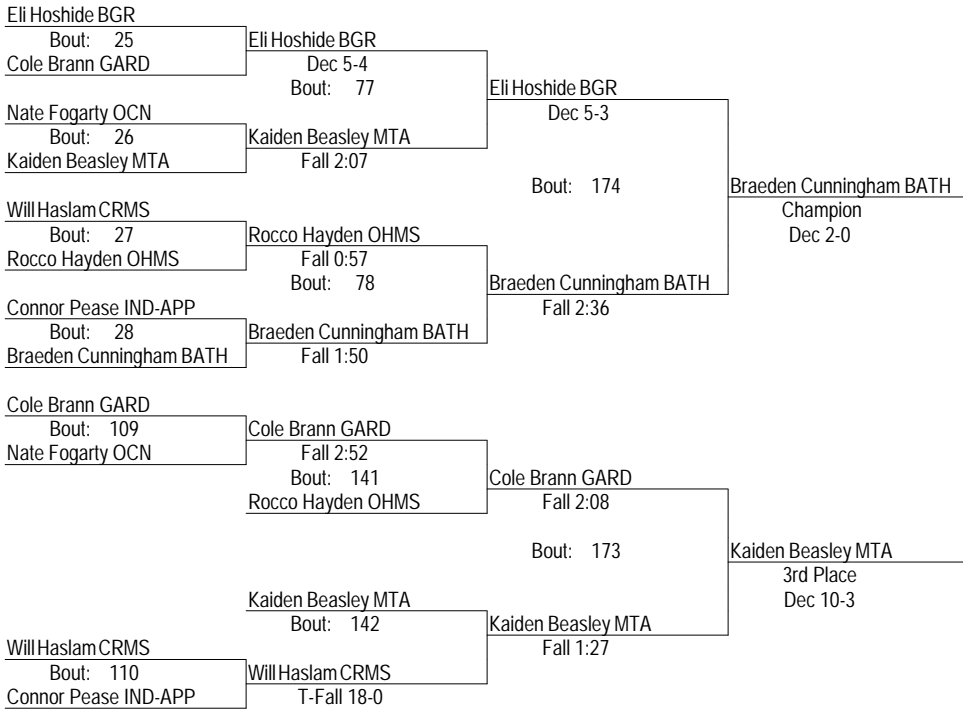 Eli Hoshide BGR
Bout: 25
Cole Brann GARD
Eli Hoshide BGR
Dec 5-4
Bout: 77
Nate Fogarty OCN
Bout: 26
Kaiden Beasley MTA
Kaiden Beasley MTA
Fall 2:07
Eli Hoshide BGR
Dec 5-3
Bout: 174
Will Haslam CRMS
Bout: 27
Rocco Hayden OHMS
Rocco Hayden OHMS
Fall 0:57
Bout: 78
Connor Pease IND-APP
Bout: 28
Braeden Cunningham BATH
Braeden Cunningham BATH
Fall 1:50
Braeden Cunningham BATH
Fall 2:36
Braeden Cunningham BATH
Champion
Dec 2-0
Cole Brann GARD
Bout: 109
Nate Fogarty OCN
Cole Brann GARD
Fall 2:52
Bout: 141
Rocco Hayden OHMS
Cole Brann GARD
Fall 2:08
Bout: 173
Kaiden Beasley MTA
Bout: 142
Will Haslam CRMS
Bout: 110
Connor Pease IND-APP
Will Haslam CRMS
T-Fall 18-0
Kaiden Beasley MTA
Fall 1:27
Kaiden Beasley MTA
3rd Place
Dec 10-3